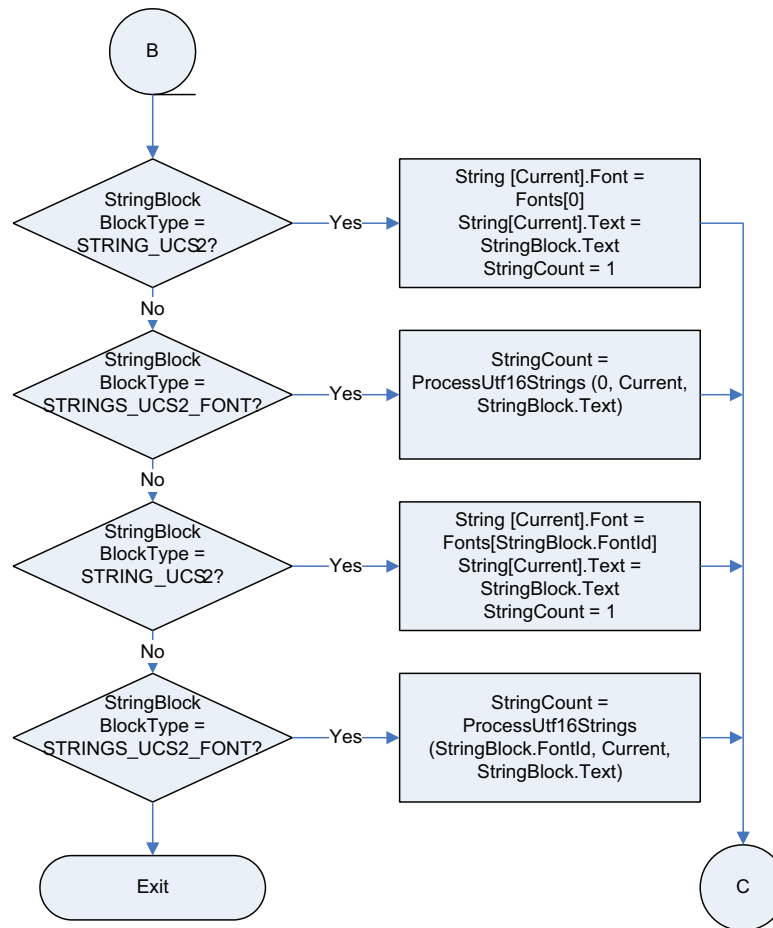 B
StringBlock
BlockType =
STRING_UCS2?
Yes
String [Current].Font =
Fonts[0]
String[Current].Text =
StringBlock.Text
StringCount = 1
No
StringBlock
BlockType =
STRINGS_UCS2_FONT?
Yes
StringCount =
ProcessUtf16Strings (0, Current,
StringBlock.Text)
No
StringBlock
BlockType =
STRING_UCS2?
Yes
String [Current].Font =
Fonts[StringBlock.FontId]
String[Current].Text =
StringBlock.Text
StringCount = 1
No
StringBlock
BlockType =
STRINGS_UCS2_FONT?
Yes
StringCount =
ProcessUtf16Strings
(StringBlock.FontId, Current,
StringBlock.Text)
Exit
C